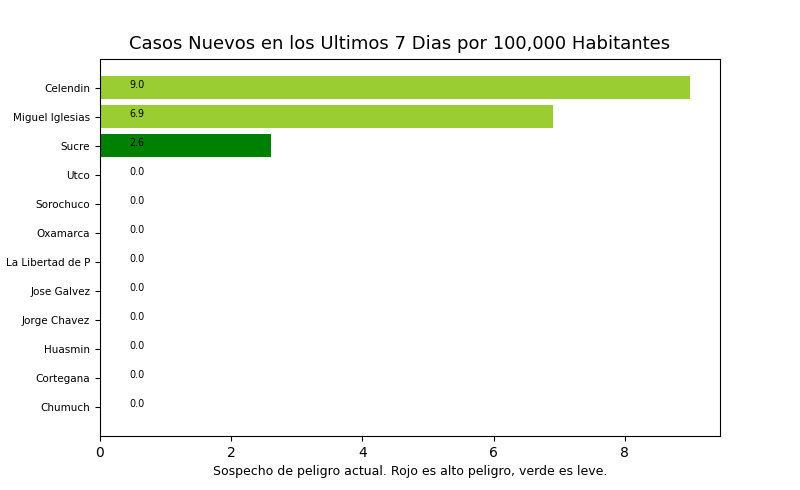 Casos Nuevos en los Ultimos 7 Dias por 100,000 Habitantes
Celendin 9.0
Miguel Iglesias 6.9
Sucre 2.6
Utco 0.0
Sorochuco 0.0
Oxamarca 0.0
La Libertad de P 0.0
Jose Galvez 0.0
Jorge Chavez 0.0
Huasmin 0.0
Cortegana 0.0
Chumuch 0.0
0 2 4 6 8
Sospecho de peligro actual. Rojo es alto peligro, verde es leve.